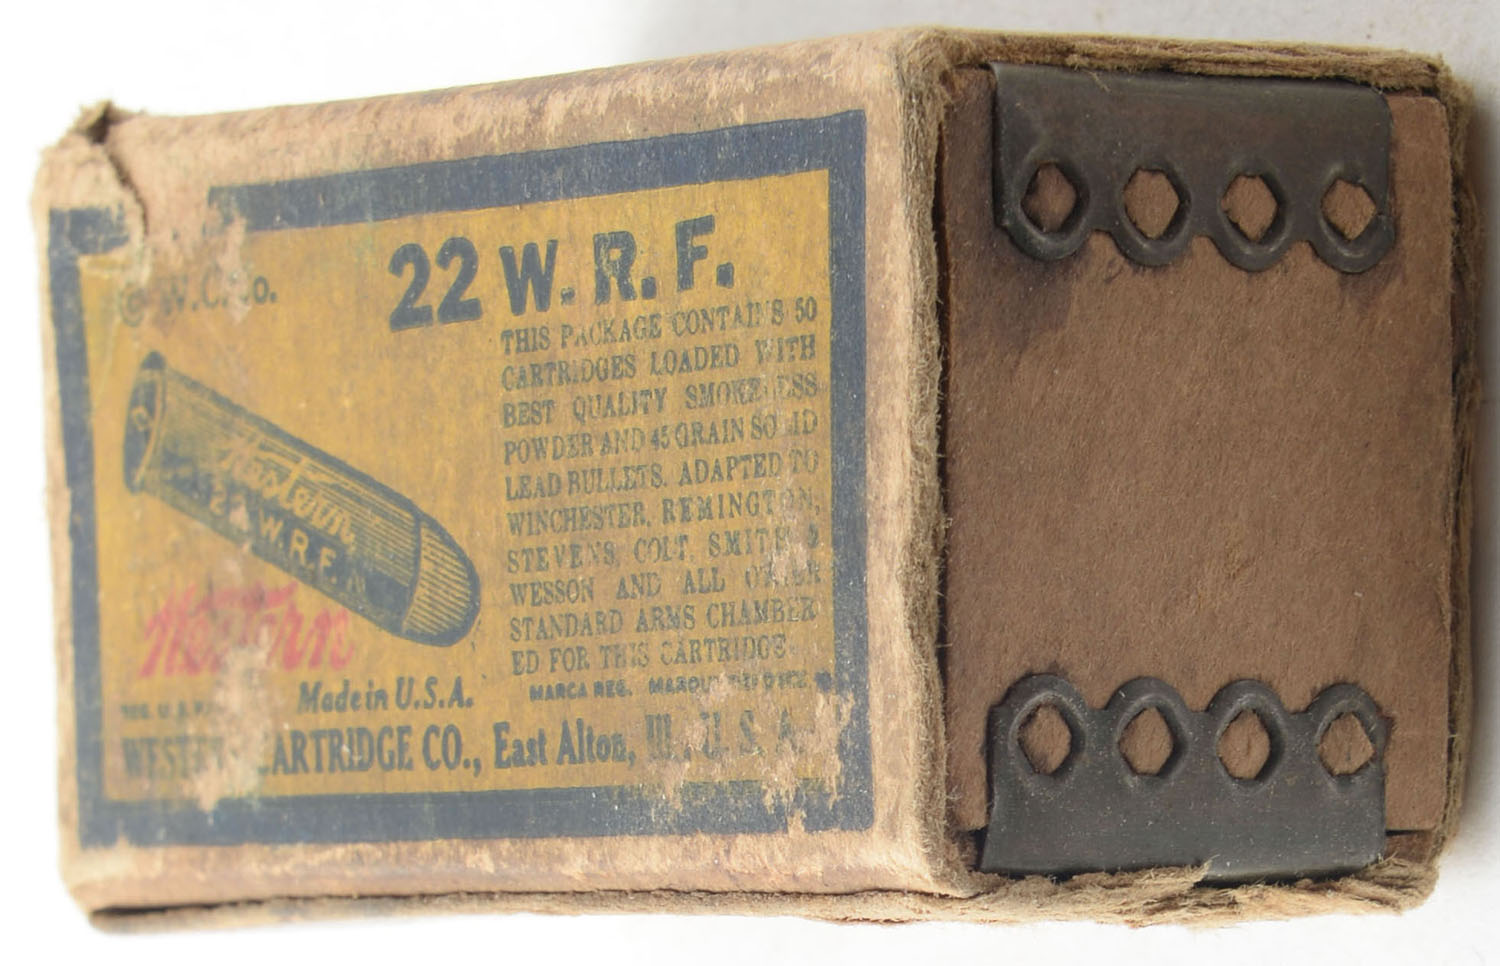 © W.C.Co.
22 W. R. F.
THIS PACKAGE CONTAINS 50
CARTRIDGES LOADED WITH
BEST QUALITY SMOKELESS
POWDER AND 45 GRAIN SOLID
LEAD BULLETS. ADAPTED TO
WINCHESTER, REMINGTON,
STEVENS, COLT, SMITH &
WESSON AND ALL OTHER
STANDARD ARMS CHAMBER-
ED FOR THIS CARTRIDGE
MARCA REG.
Western
22 W.R.F.
Western
Made in U.S.A.
WESTERN CARTRIDGE CO., East Alton, Ill., U. S. A.